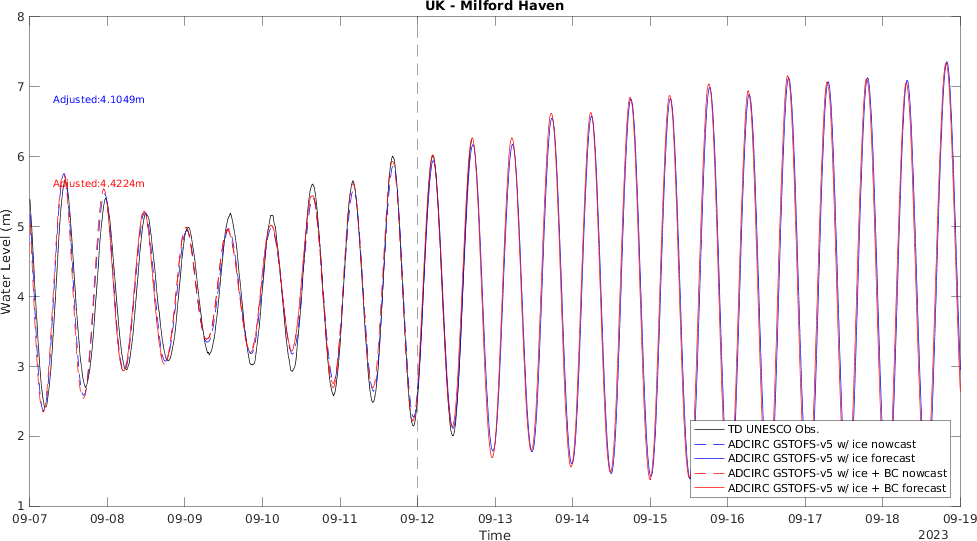 UK - Milford Haven
8
7
6
5
4
3
2
1
Water Level (m)
Adjusted:4.1049m
Adjusted:4.4224m
TD UNESCO Obs.
ADCIRC GSTOFS-v5 w/ ice nowcast
ADCIRC GSTOFS-v5 w/ ice forecast
ADCIRC GSTOFS-v5 w/ ice + BC nowcast
ADCIRC GSTOFS-v5 w/ ice + BC forecast
09-07 09-08 09-09 09-10 09-11 09-12 09-13 09-14 09-15 09-16 09-17 09-18 09-19
Time
2023